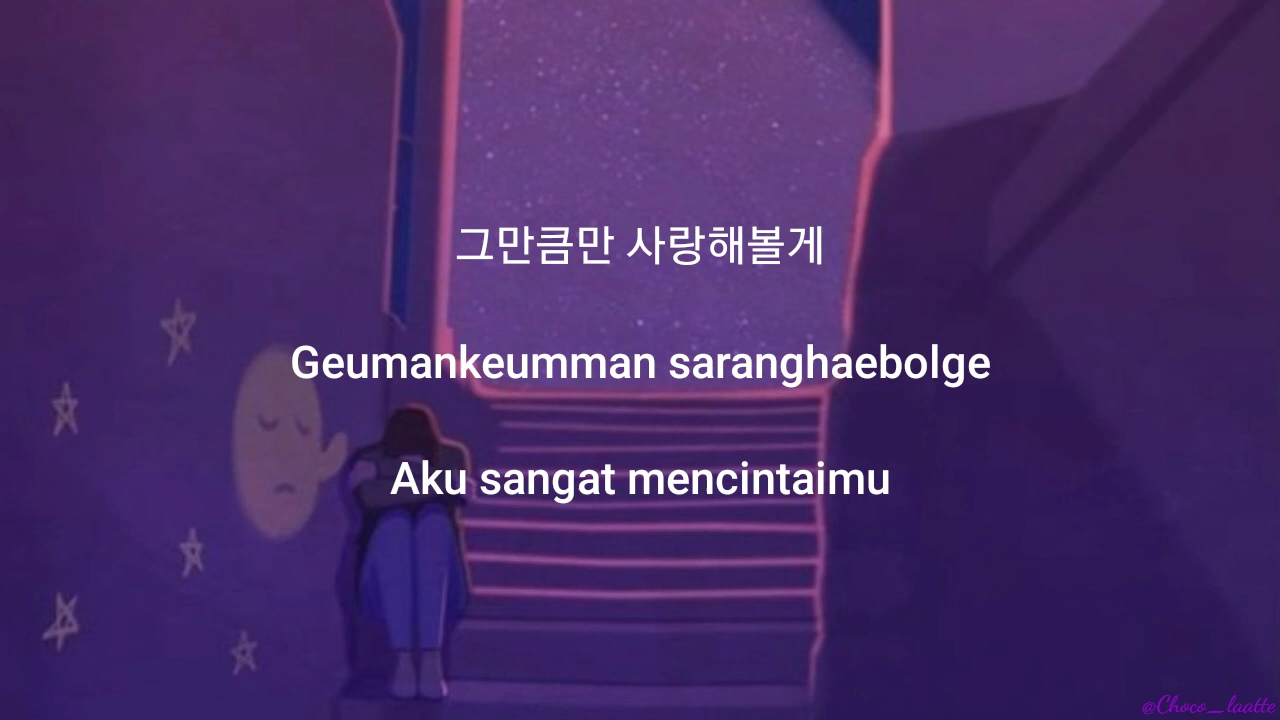 그만큼만 사랑해볼게
Geumankeumman saranghaebolge
Aku sangat mencintaimu
@Choco_laatte